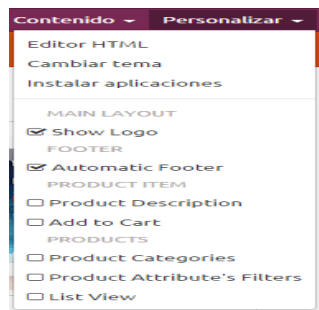 Contenido Personalizar
Editor HTML
Cambiar tema
Instalar aplicaciones
MAIN LAYOUT
Show Logo
FOOTER
Automatic Footer
PRODUCT ITEM
Product Description
Add to Cart
PRODUCTS
Product Categories
Product Attribute's Filters
List View